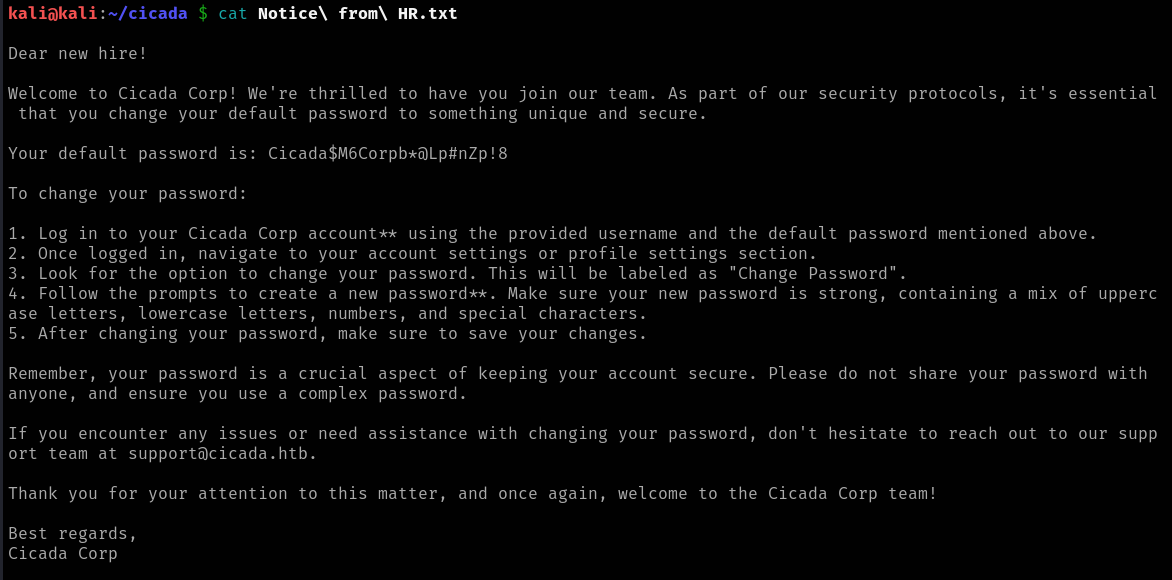 kali@kali:~/cicada $ cat Notice\ from\ HR.txt
Dear new hire!
Welcome to Cicada Corp! We're thrilled to have you join our team. As part of our security protocols, it's essential
that you change your default password to something unique and secure.
Your default password is: Cicada$M6Corpb*@Lp#nZp!8
To change your password:
1. Log in to your Cicada Corp account** using the provided username and the default password mentioned above.
2. Once logged in, navigate to your account settings or profile settings section.
3. Look for the option to change your password. This will be labeled as "Change Password".
4. Follow the prompts to create a new password**. Make sure your new password is strong, containing a mix of upperc
ase letters, lowercase letters, numbers, and special characters.
5. After changing your password, make sure to save your changes.
Remember, your password is a crucial aspect of keeping your account secure. Please do not share your password with
anyone, and ensure you use a complex password.
If you encounter any issues or need assistance with changing your password, don't hesitate to reach out to our supp
ort team at support@cicada.htb.
Thank you for your attention to this matter, and once again, welcome to the Cicada Corp team!
Best regards,
Cicada Corp